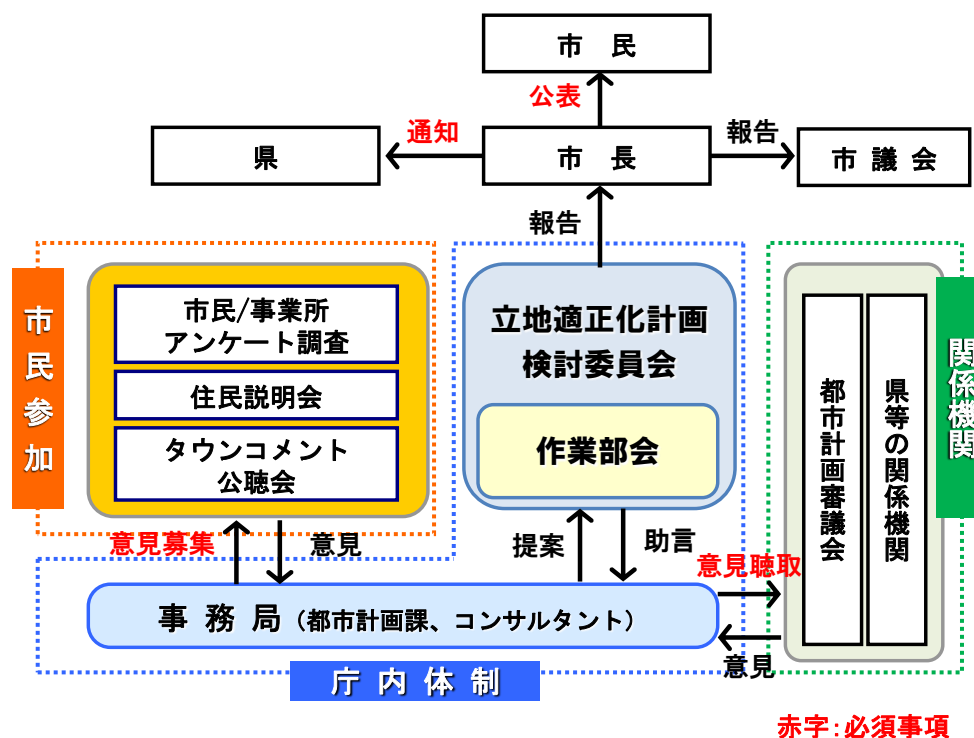 市 民
公表
通知
報告
県
市 長
市 議 会
報告
市民参加
市民/事業所
アンケート調査
住民説明会
タウンコメント
公聴会
立地適正化計画
検討委員会
作業部会
都市計画審議会
県等の関係機関
関係機関
意見募集
意見
提案
助言
意見聴取
事 務 局（都市計画課、コンサルタント）
意見
庁 内 体 制
赤字：必須事項